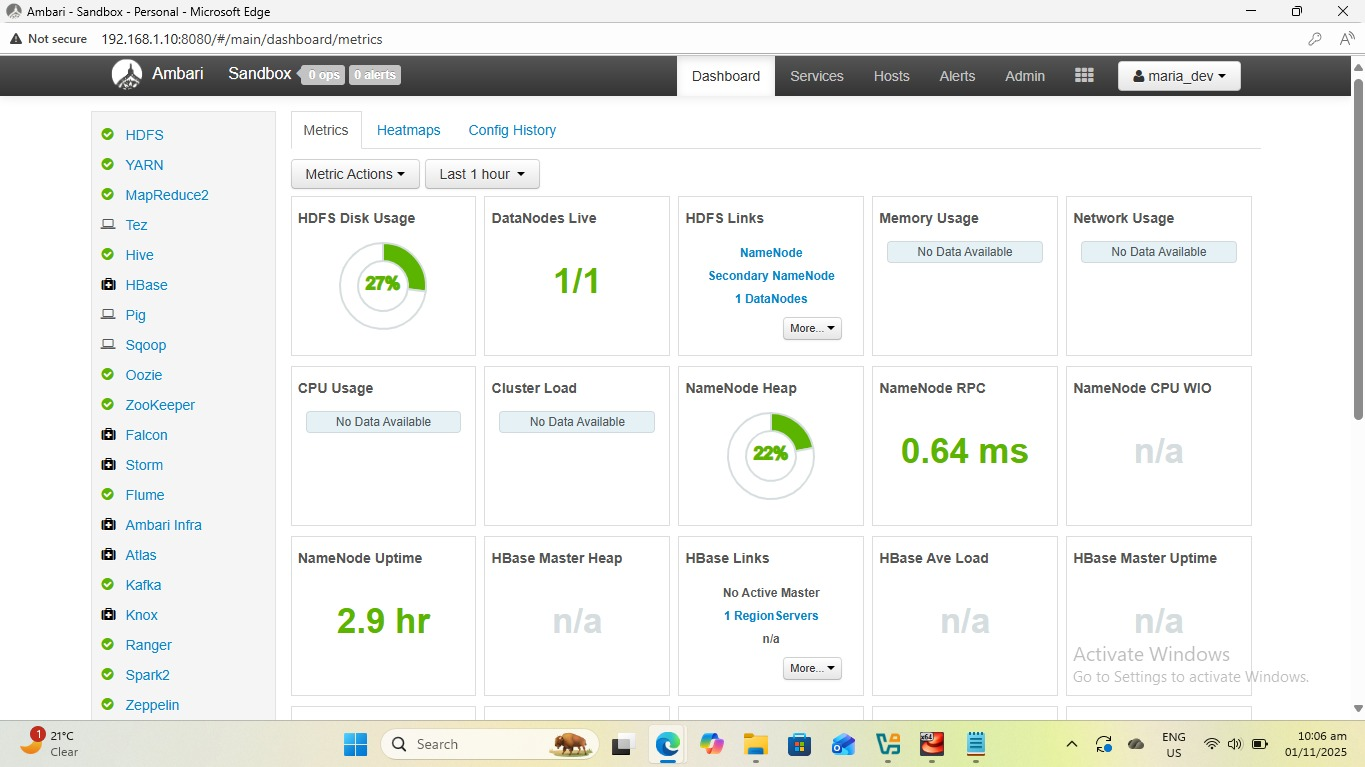 Ambari - Sandbox - Personal - Microsoft Edge
Not secure 192.168.1.10:8080/#/main/dashboard/metrics
Ambari Sandbox 0 ops 0 alerts Dashboard Services Hosts Alerts Admin maria_dev
HDFS
YARN
MapReduce2
Tez
Hive
HBase
Pig
Sqoop
Oozie
ZooKeeper
Falcon
Storm
Flume
Ambari Infra
Atlas
Kafka
Knox
Ranger
Spark2
Zeppelin
Metrics Heatmaps Config History
Metric Actions Last 1 hour
HDFS Disk Usage
27%
DataNodes Live
1/1
HDFS Links
NameNode
Secondary NameNode
1 DataNodes
More...
Memory Usage
No Data Available
Network Usage
No Data Available
CPU Usage
No Data Available
Cluster Load
No Data Available
NameNode Heap
22%
NameNode RPC
0.64 ms
NameNode CPU WIO
n/a
NameNode Uptime
2.9 hr
HBase Master Heap
n/a
HBase Links
No Active Master
1 RegionServers
n/a
More...
HBase Ave Load
n/a
HBase Master Uptime
n/a
Activate Windows
Go to Settings to activate Windows.
1
21°C
Clear
Search
x64
ENG
US
10:06 am
01/11/2025